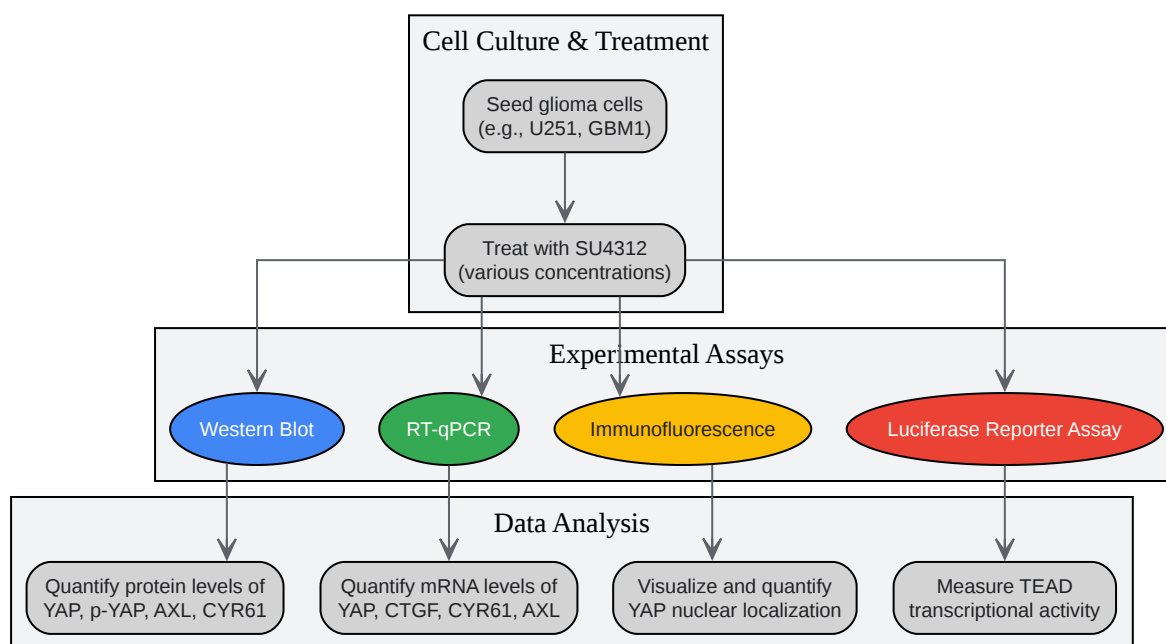 Cell Culture & Treatment
Seed glioma cells
(e.g., U251, GBM1)
Treat with SU4312
(various concentrations)
Experimental Assays
Western Blot
RT-qPCR
Immunofluorescence
Luciferase Reporter Assay
Data Analysis
Quantify protein levels of
YAP, p-YAP, AXL, CYR61
Quantify mRNA levels of
YAP, CTGF, CYR61, AXL
Visualize and quantify
YAP nuclear localization
Measure TEAD
transcriptional activity